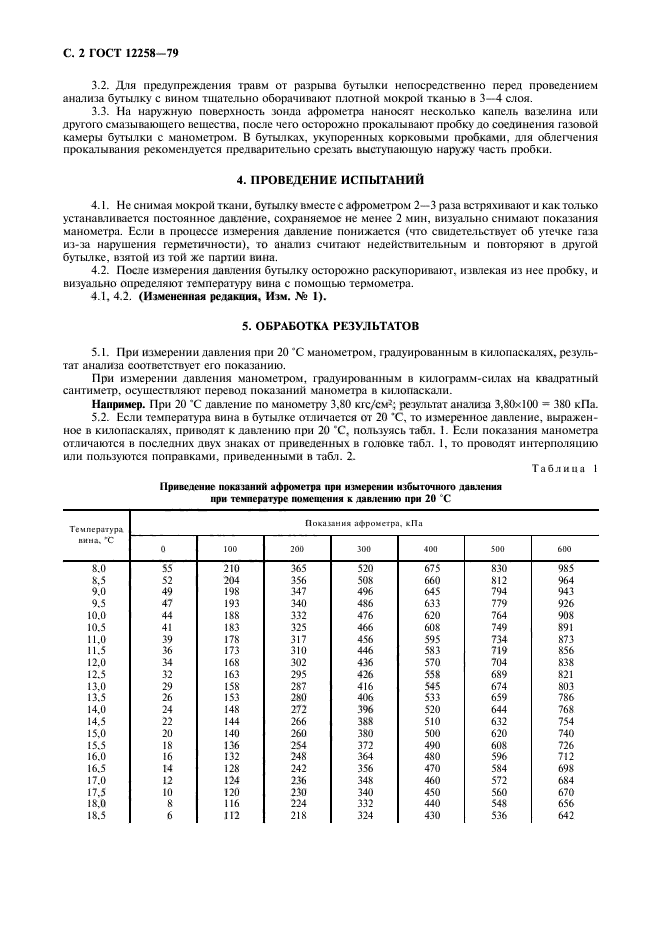 С. 2 ГОСТ 12258—79
3.2. Для предупреждения травм от разрыва бутылки непосредственно перед проведением
анализа бутылку с вином тщательно оборачивают плотной мокрой тканью в 3—4 слоя.
3.3. На наружную поверхность зонда афрометра наносят несколько капель вазелина или
другого смазывающего вещества, после чего осторожно прокалывают пробку до соединения газовой
камеры бутылки с манометром. В бутылках, укупоренных корковыми пробками, для облегчения
прокалывания рекомендуется предварительно срезать выступающую наружу часть пробки.
4. ПРОВЕДЕНИЕ ИСПЫТАНИЙ
4.1. Не снимая мокрой ткани, бутылку вместе с афрометром 2—3 раза встряхивают и как только
устанавливается постоянное давление, сохраняемое не менее 2 мин, визуально снимают показания
манометра. Если в процессе измерения давление понижается (что свидетельствует об утечке газа
из-за нарушения герметичности), то анализ считают недействительным и повторяют в другой
бутылке, взятой из той же партии вина.
4.2. После измерения давления бутылку осторожно раскупоривают, извлекая из нее пробку, и
визуально определяют температуру вина с помощью термометра.
4.1, 4.2. (Измененная редакция, Изм. № 1).
5. ОБРАБОТКА РЕЗУЛЬТАТОВ
5.1. При измерении давления при 20 °С манометром, градуированным в килопаскалях, резуль-
тат анализа соответствует его показанию.
При измерении давления манометром, градуированным в килограмм-силах на квадратный
сантиметр, осуществляют перевод показаний манометра в килопаскали.
Например. При 20 °С давление по манометру 3,80 кгс/см²; результат анализа 3,80×100 = 380 кПа.
5.2. Если температура вина в бутылке отличается от 20 °С, то измеренное давление, выражен-
ное в килопаскалях, приводят к давлению при 20 °С, пользуясь табл. 1. Если показания манометра
отличаются в последних двух знаках от приведенных в головке табл. 1, то проводят интерполяцию
или пользуются поправками, приведенными в табл. 2.
Таблица 1
Приведение показаний афрометра при измерении избыточного давления
при температуре помещения к давлению при 20 °С
Температура
вина, °С
Показания афрометра, кПа
0 100 200 300 400 500 600
8,0 55 210 365 520 675 830 985
8,5 52 204 356 508 660 812 964
9,0 49 198 347 496 645 794 943
9,5 47 193 340 486 633 779 926
10,0 44 188 332 476 620 764 908
10,5 41 183 325 466 608 749 891
11,0 39 178 317 456 595 734 873
11,5 36 173 310 446 583 719 856
12,0 34 168 302 436 570 704 838
12,5 32 163 295 426 558 689 821
13,0 29 158 287 416 545 674 803
13,5 26 153 280 406 533 659 786
14,0 24 148 272 396 520 644 768
14,5 22 144 266 388 510 632 754
15,0 20 140 260 380 500 620 740
15,5 18 136 254 372 490 608 726
16,0 16 132 248 364 480 596 712
16,5 14 128 242 356 470 584 698
17,0 12 124 236 348 460 572 684
17,5 10 120 230 340 450 560 670
18,0 8 116 224 332 440 548 656
18,5 6 112 218 324 430 536 642